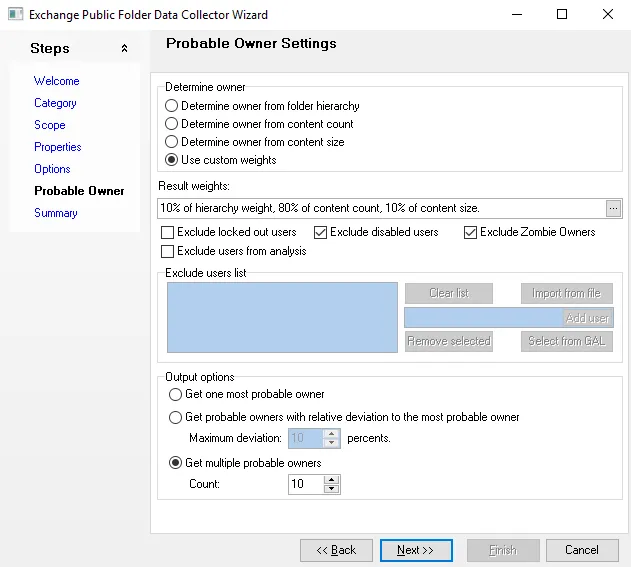 Exchange Public Folder Data Collector Wizard
Steps
Welcome
Category
Scope
Properties
Options
Probable Owner
Summary
Probable Owner Settings
Determine owner
Determine owner from folder hierarchy
Determine owner from content count
Determine owner from content size
Use custom weights
Result weights:
10% of hierarchy weight, 80% of content count, 10% of content size. ...
Exclude locked out users Exclude disabled users Exclude Zombie Owners
Exclude users from analysis
Exclude users list
Clear list Import from file
Add user
Remove selected Select from GAL
Output options
Get one most probable owner
Get probable owners with relative deviation to the most probable owner
Maximum deviation: 10 percents.
Get multiple probable owners
Count: 10
<< Back Next >> Finish Cancel